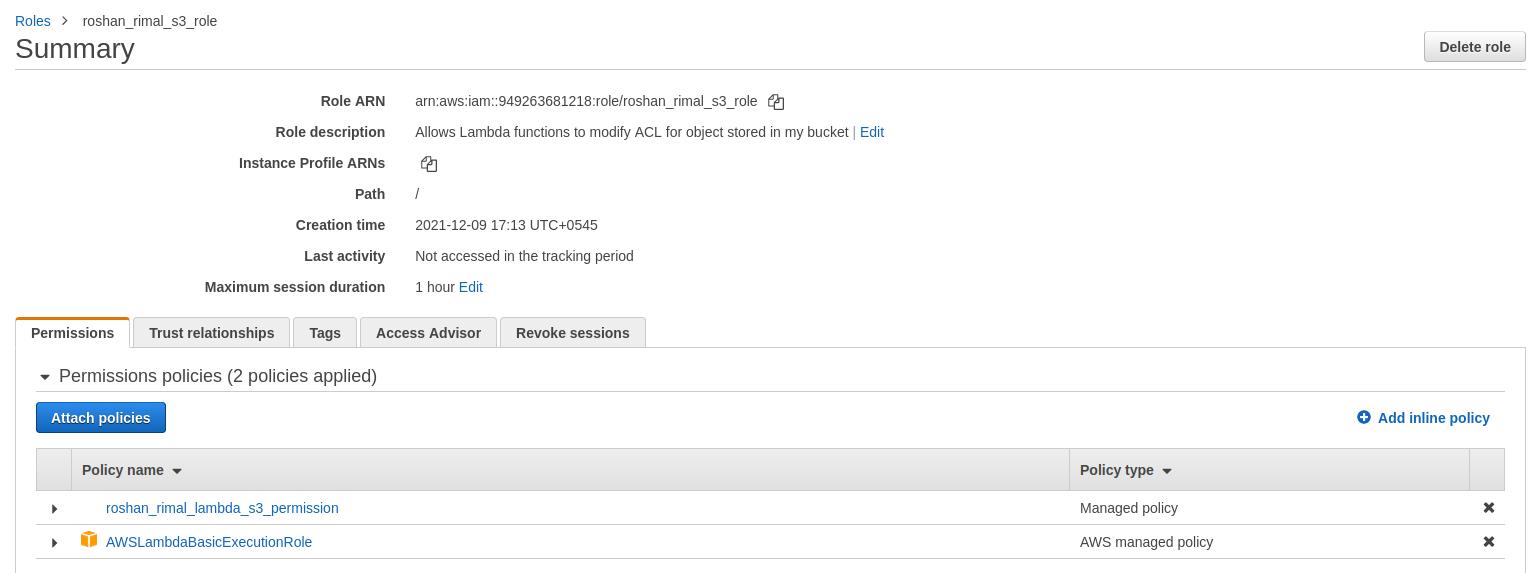 Roles > roshan_rimal_s3_role
Summary
Delete role
Role ARN arn:aws:iam::949263681218:role/roshan_rimal_s3_role
Role description Allows Lambda functions to modify ACL for object stored in my bucket | Edit
Instance Profile ARNs
Path /
Creation time 2021-12-09 17:13 UTC+0545
Last activity Not accessed in the tracking period
Maximum session duration 1 hour Edit
Permissions Trust relationships Tags Access Advisor Revoke sessions
Permissions policies (2 policies applied)
Attach policies Add inline policy
Policy name Policy type
roshan_rimal_lambda_s3_permission Managed policy
AWSLambdaBasicExecutionRole AWS managed policy